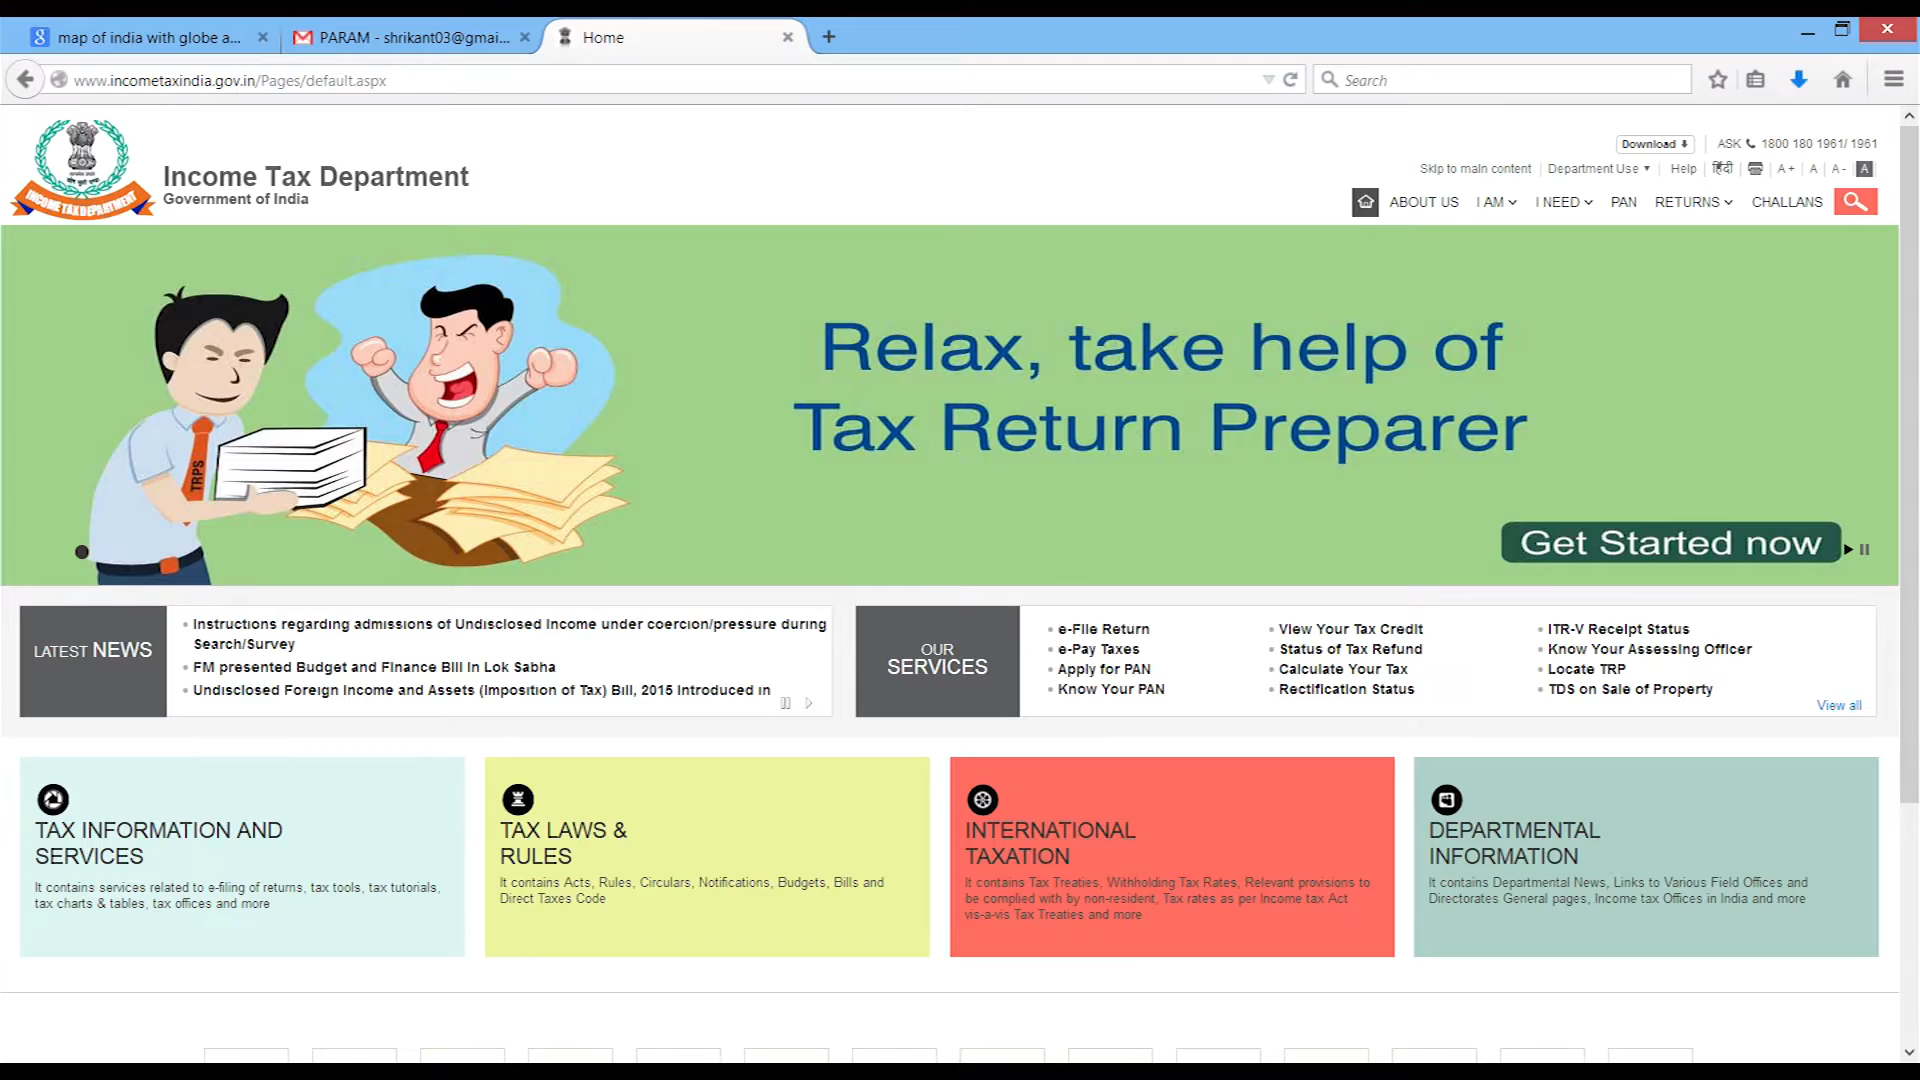 map of india with globe a...
PARAM - shrikant03@gmai...
Home
www.incometaxindia.gov.in/Pages/default.aspx
Search
INCOME TAX DEPARTMENT
Income Tax Department
Government of India
Download
ASK 1800 180 1961/ 1961
Skip to main content
Department Use
Help
हिंदी
A+
A
A-
A
ABOUT US
I AM
I NEED
PAN
RETURNS
CHALLANS
TRPS
Relax, take help of
Tax Return Preparer
Get Started now
LATEST NEWS
Instructions regarding admissions of Undisclosed Income under coercion/pressure during
Search/Survey
FM presented Budget and Finance Bill in Lok Sabha
Undisclosed Foreign Income and Assets (Imposition of Tax) Bill, 2015 Introduced in
OUR
SERVICES
e-File Return
e-Pay Taxes
Apply for PAN
Know Your PAN
View Your Tax Credit
Status of Tax Refund
Calculate Your Tax
Rectification Status
ITR-V Receipt Status
Know Your Assessing Officer
Locate TRP
TDS on Sale of Property
View all
TAX INFORMATION AND
SERVICES
It contains services related to e-filing of returns, tax tools, tax tutorials,
tax charts & tables, tax offices and more
TAX LAWS &
RULES
It contains Acts, Rules, Circulars, Notifications, Budgets, Bills and
Direct Taxes Code
INTERNATIONAL
TAXATION
It contains Tax Treaties, Withholding Tax Rates, Relevant provisions to
be complied with by non-resident, Tax rates as per Income tax Act
vis-a-vis Tax Treaties and more
DEPARTMENTAL
INFORMATION
It contains Departmental News, Links to Various Field Offices and
Directorates General pages, Income tax Offices in India and more